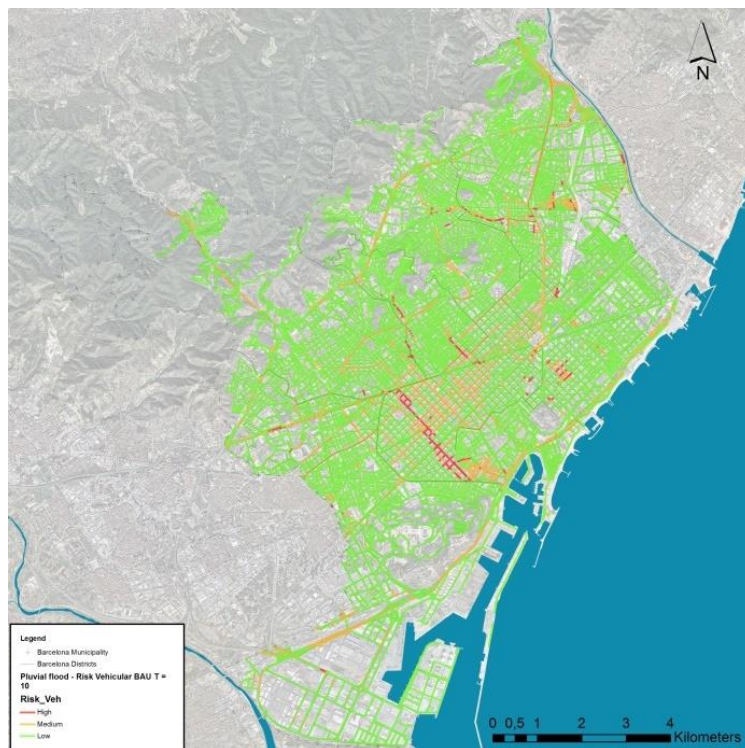 N
Legend
Barcelona Municipality
Barcelona Districts
Pluvial flood - Risk Vehicular BAU T =
10
Risk_Veh
High
Medium
Low
0 0,5 1 2 3 4
Kilometers